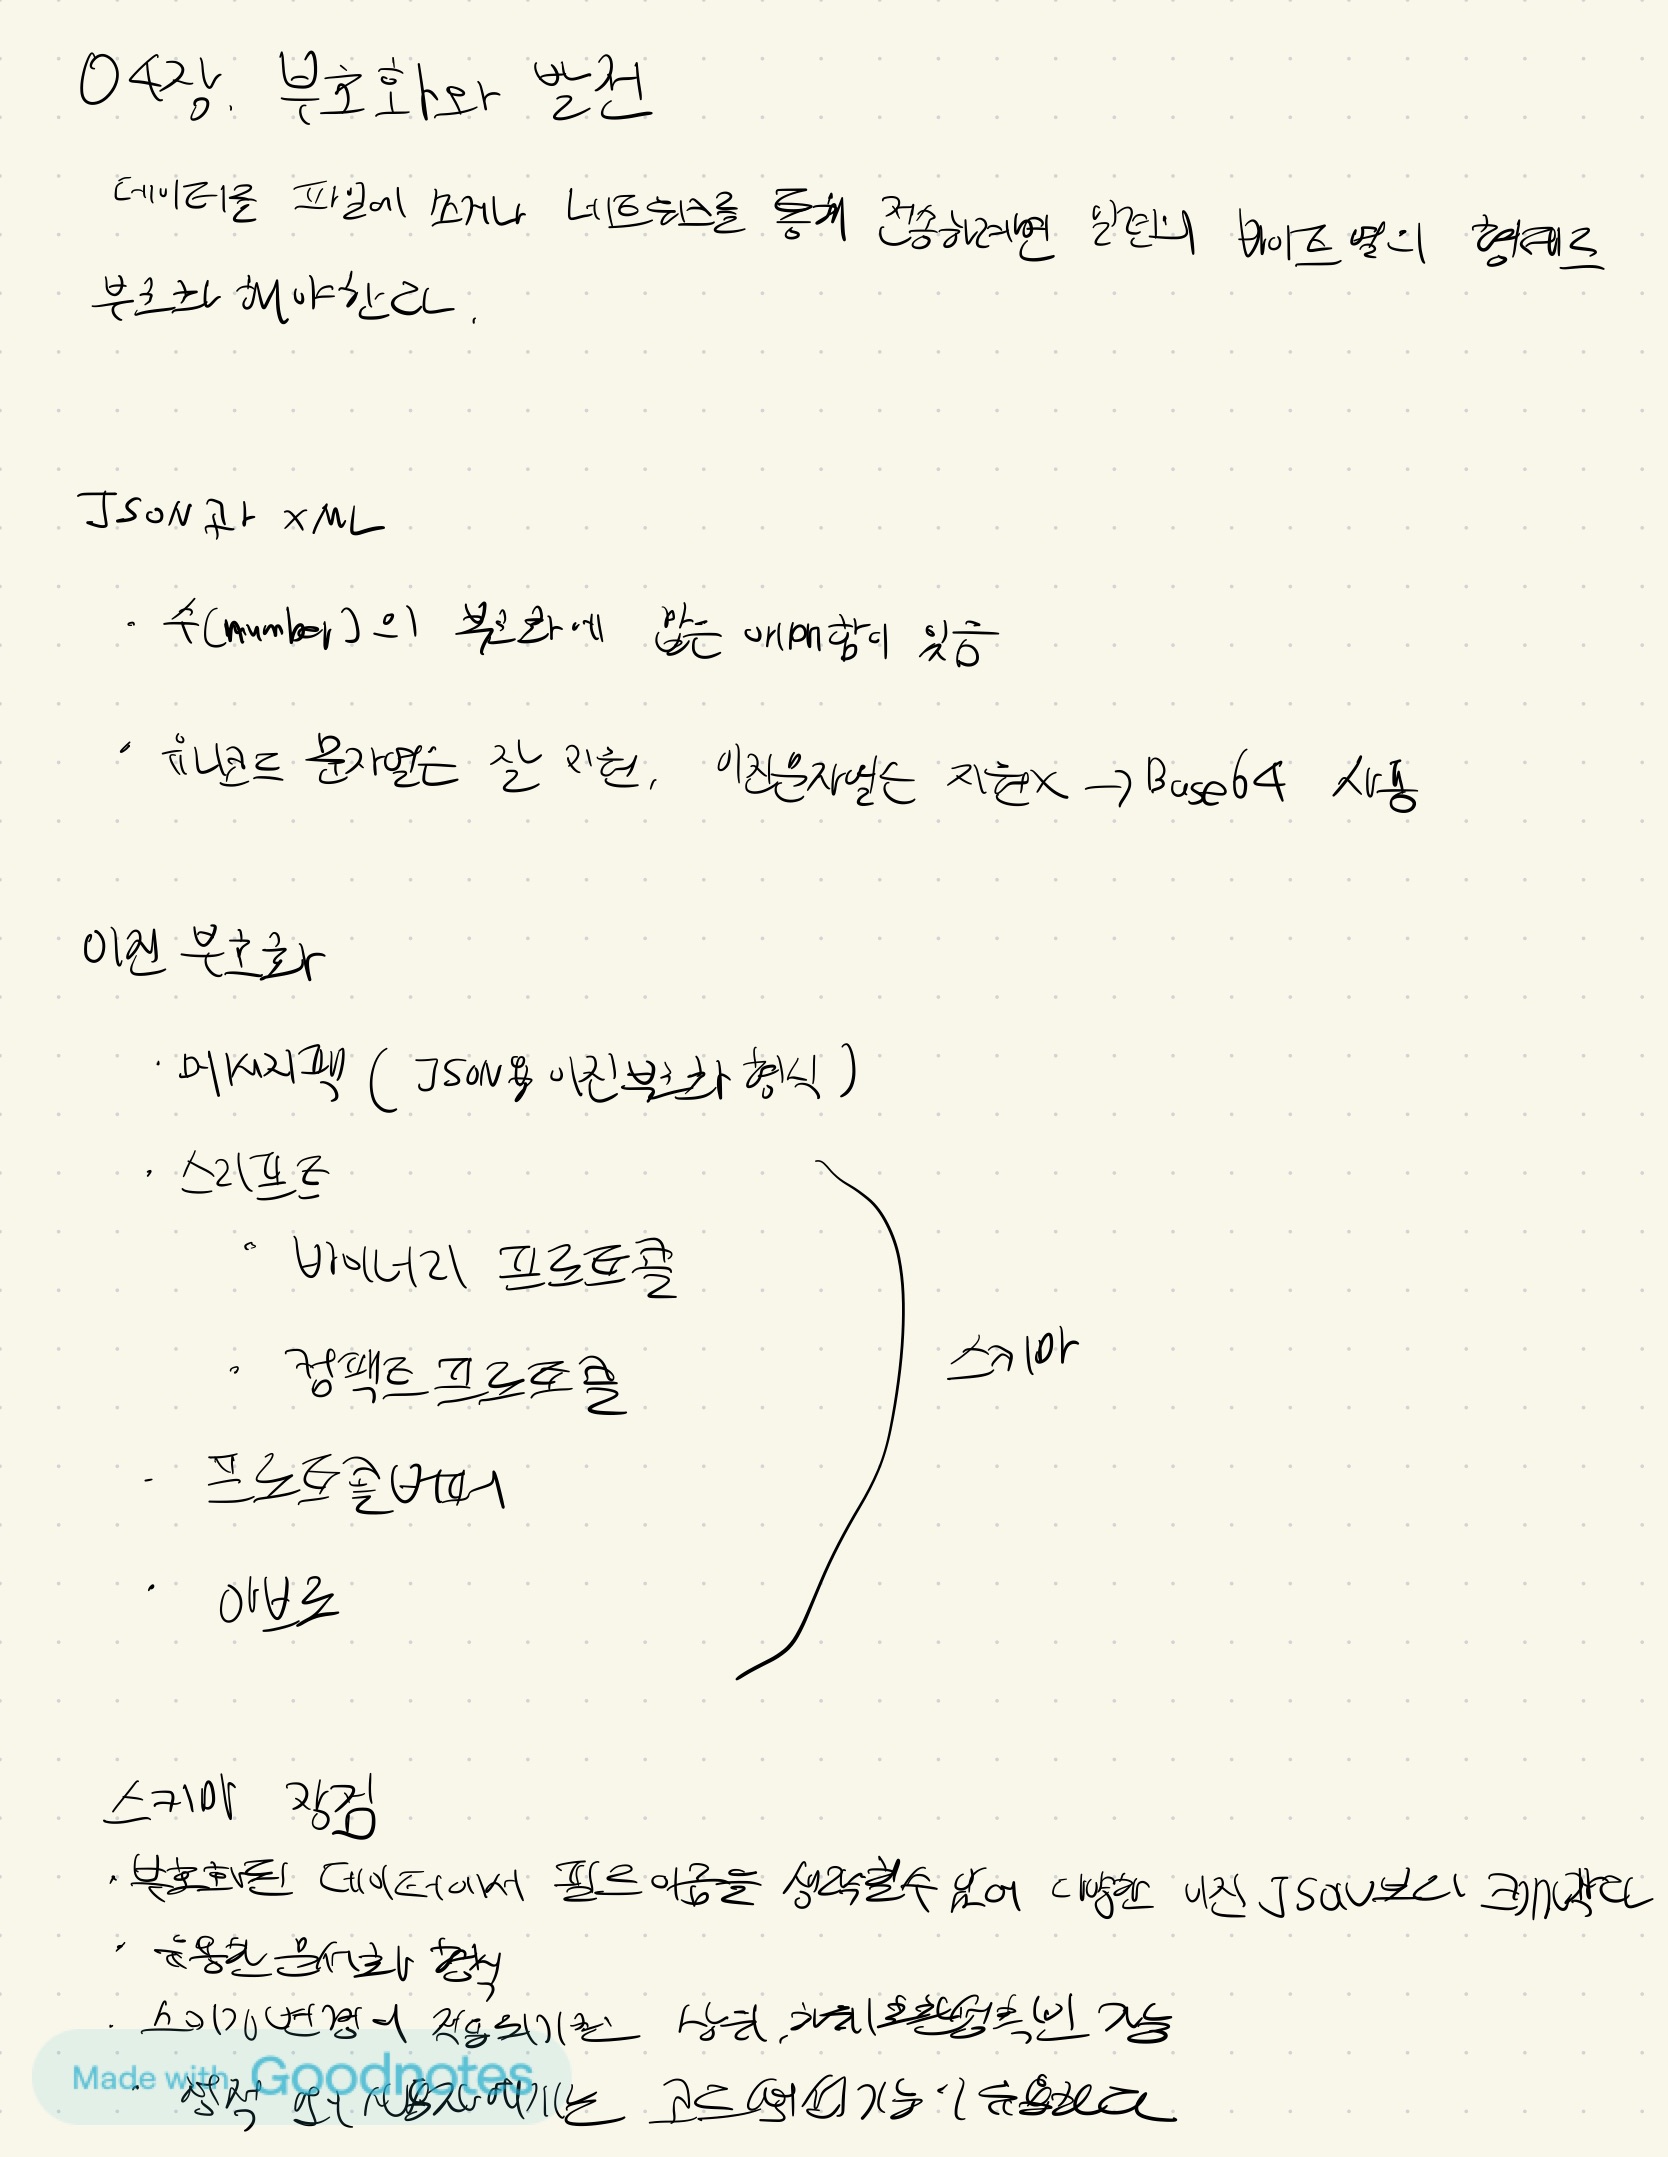 04장. 부호화와 발전
데이터를 파일에 쓰거나 네트워크를 통해 전송하려면 일련의 바이트열의 형태로
부호화 해야한다.
JSON과 XML
· 수(number)의 부호화에 많은 애매함이 있음
· 유니코드 문자열은 잘 지원, 이진문자열은 지원X → Base64 사용
이진 부호화
· 메시지팩 (JSON용 이진부호화 형식)
· 스리프트
· 바이너리 프로토콜
· 컴팩트 프로토콜
스키마
· 프로토콜버퍼
· 아브로
스키마 장점
· 부호화된 데이터에서 필드 이름을 생략할수 있어 다양한 이진 JSON보다 크기가 작다
· 유용한 문서화 형식
· 스키마 변경이 적용되기전 상위, 하위 호환성 확인 가능
· 정적 언어 사용자에게는 코드 생성 기능이 유용하다
Made with Goodnotes